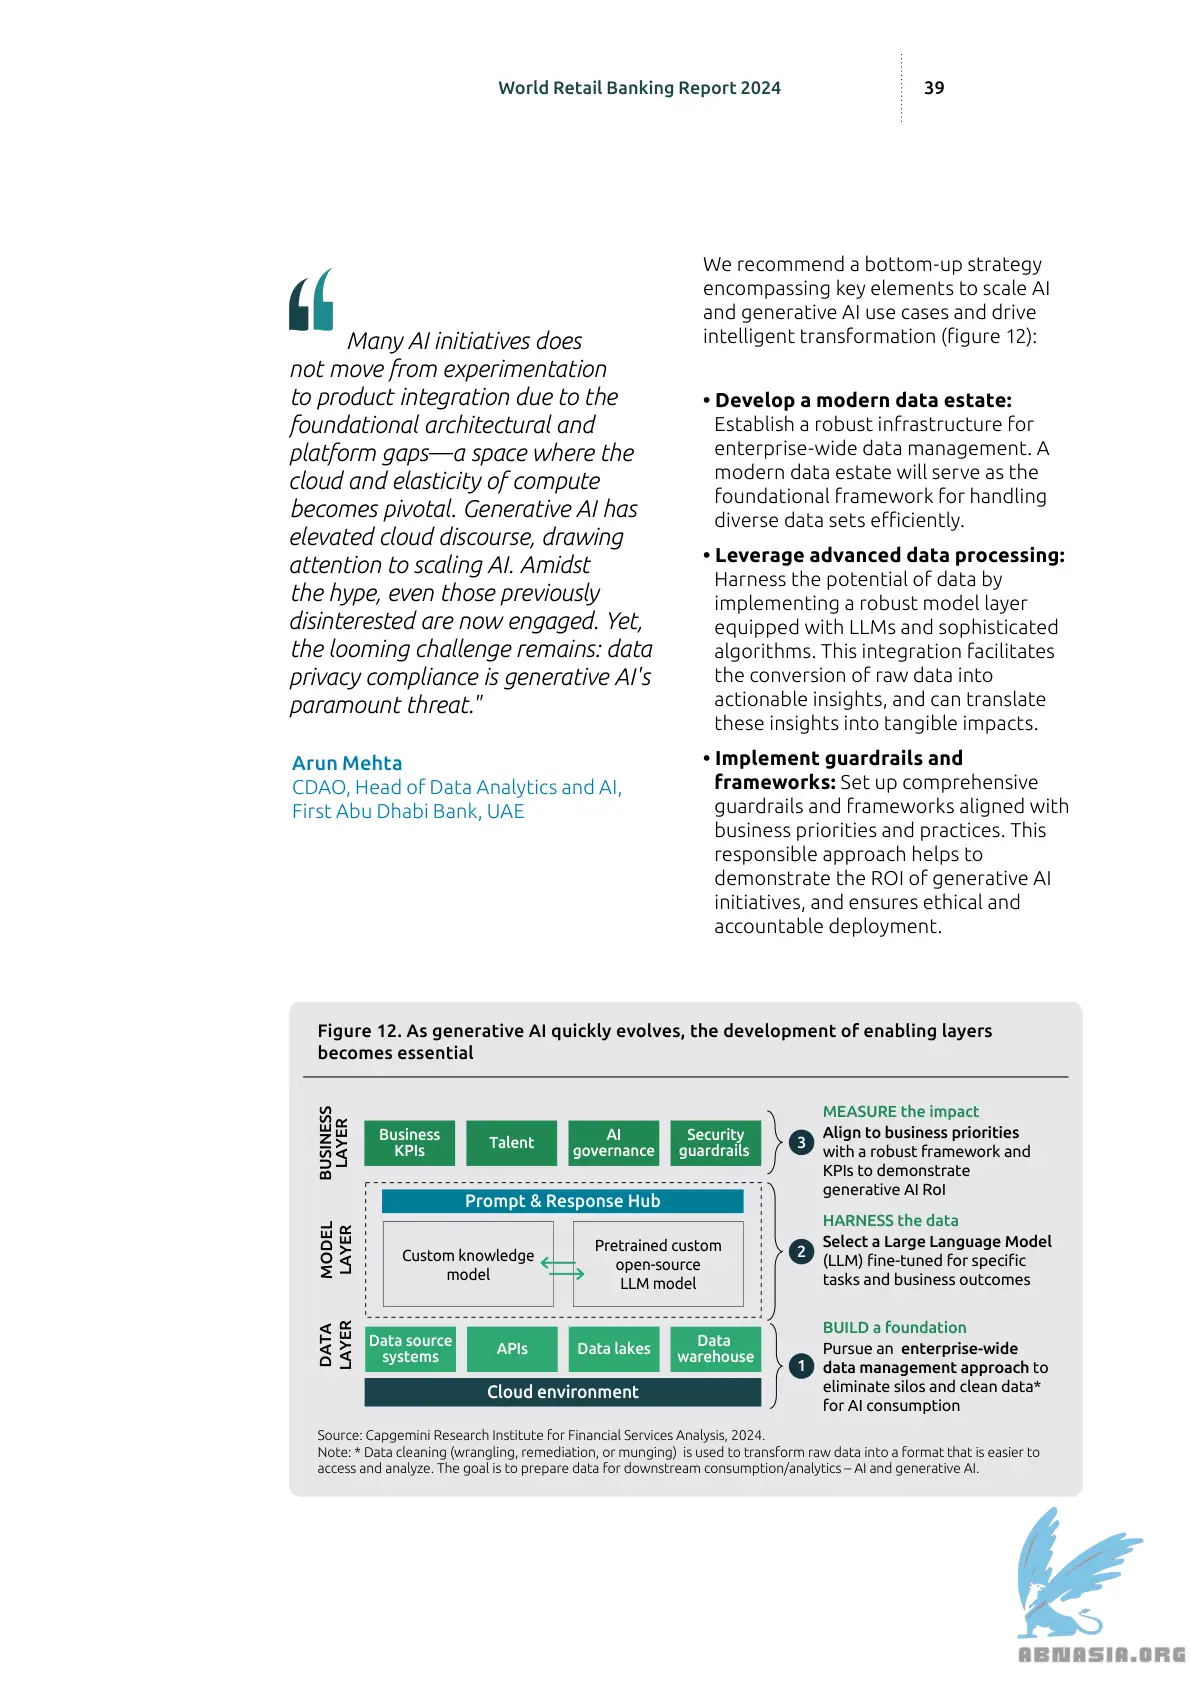 World Retail Banking Report 2024
39
Many AI initiatives does
not move from experimentation
to product integration due to the
foundational architectural and
platform gaps—a space where the
cloud and elasticity of compute
becomes pivotal. Generative AI has
elevated cloud discourse, drawing
attention to scaling AI. Amidst
the hype, even those previously
disinterested are now engaged. Yet,
the looming challenge remains: data
privacy compliance is generative AI's
paramount threat."
Arun Mehta
CDAO, Head of Data Analytics and AI,
First Abu Dhabi Bank, UAE
We recommend a bottom-up strategy
encompassing key elements to scale AI
and generative AI use cases and drive
intelligent transformation (figure 12):
• Develop a modern data estate:
Establish a robust infrastructure for
enterprise-wide data management. A
modern data estate will serve as the
foundational framework for handling
diverse data sets efficiently.
• Leverage advanced data processing:
Harness the potential of data by
implementing a robust model layer
equipped with LLMs and sophisticated
algorithms. This integration facilitates
the conversion of raw data into
actionable insights, and can translate
these insights into tangible impacts.
• Implement guardrails and
frameworks: Set up comprehensive
guardrails and frameworks aligned with
business priorities and practices. This
responsible approach helps to
demonstrate the ROI of generative AI
initiatives, and ensures ethical and
accountable deployment.
Figure 12. As generative AI quickly evolves, the development of enabling layers
becomes essential
BUSINESS
LAYER
Business
KPIs
Talent
AI
governance
Security
guardrails
3
MEASURE the impact
Align to business priorities
with a robust framework and
KPIs to demonstrate
generative AI RoI
MODEL
LAYER
Prompt & Response Hub
Custom knowledge
model
Pretrained custom
open-source
LLM model
2
HARNESS the data
Select a Large Language Model
(LLM) fine-tuned for specific
tasks and business outcomes
DATA
LAYER
Data source
systems
APIs
Data lakes
Data
warehouse
Cloud environment
1
BUILD a foundation
Pursue an enterprise-wide
data management approach to
eliminate silos and clean data*
for AI consumption
Source: Capgemini Research Institute for Financial Services Analysis, 2024.
Note: * Data cleaning (wrangling, remediation, or munging) is used to transform raw data into a format that is easier to
access and analyze. The goal is to prepare data for downstream consumption/analytics – AI and generative AI.
ABNASIA.ORG